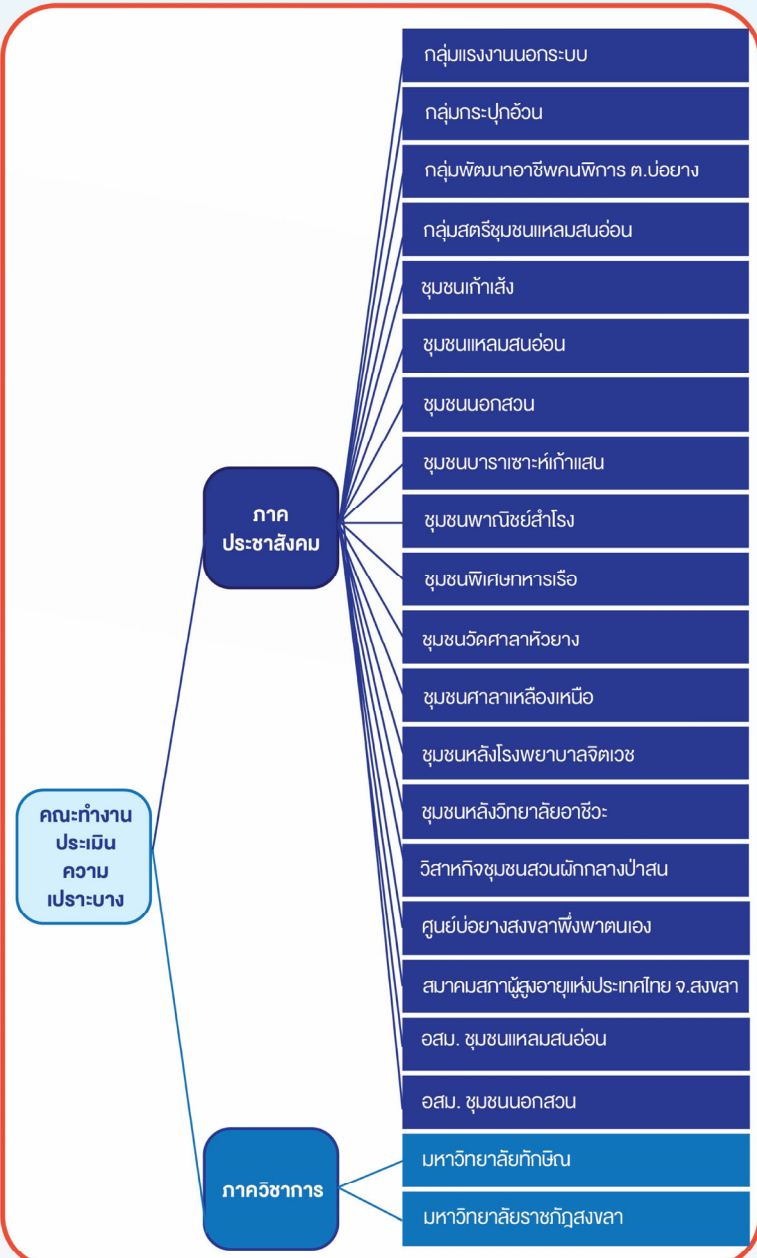 กลุ่มแรงงานนอกระบบ
กลุ่มกระปุกอ้วน
กลุ่มพัฒนาอาชีพคนพิการ ต.บ่อยาง
กลุ่มสตรีชุมชนแหลมสนอ่อน
ชุมชนเก้าเส้ง
ชุมชนแหลมสนอ่อน
ชุมชนนอกสวน
ชุมชนบาราเซาะห์เก้าแสน
ชุมชนพาณิชย์สำโรง
ชุมชนพิเศษทหารเรือ
ชุมชนวัดศาลาหัวยาง
ชุมชนศาลาเหลืองเหนือ
ชุมชนหลังโรงพยาบาลจิตเวช
ชุมชนหลังวิทยาลัยอาชีวะ
วิสาหกิจชุมชนสวนผักกลางป่าสน
ศูนย์บ่อยางสงขลาพึ่งพาตนเอง
สมาคมสภาผู้สูงอายุแห่งประเทศไทย จ.สงขลา
อสม. ชุมชนแหลมสนอ่อน
อสม. ชุมชนนอกสวน
มหาวิทยาลัยทักษิณ
มหาวิทยาลัยราชภัฏสงขลา
ภาค
ประชาสังคม
คณะทำงาน
ประเมิน
ความ
เปราะบาง
ภาควิชาการ